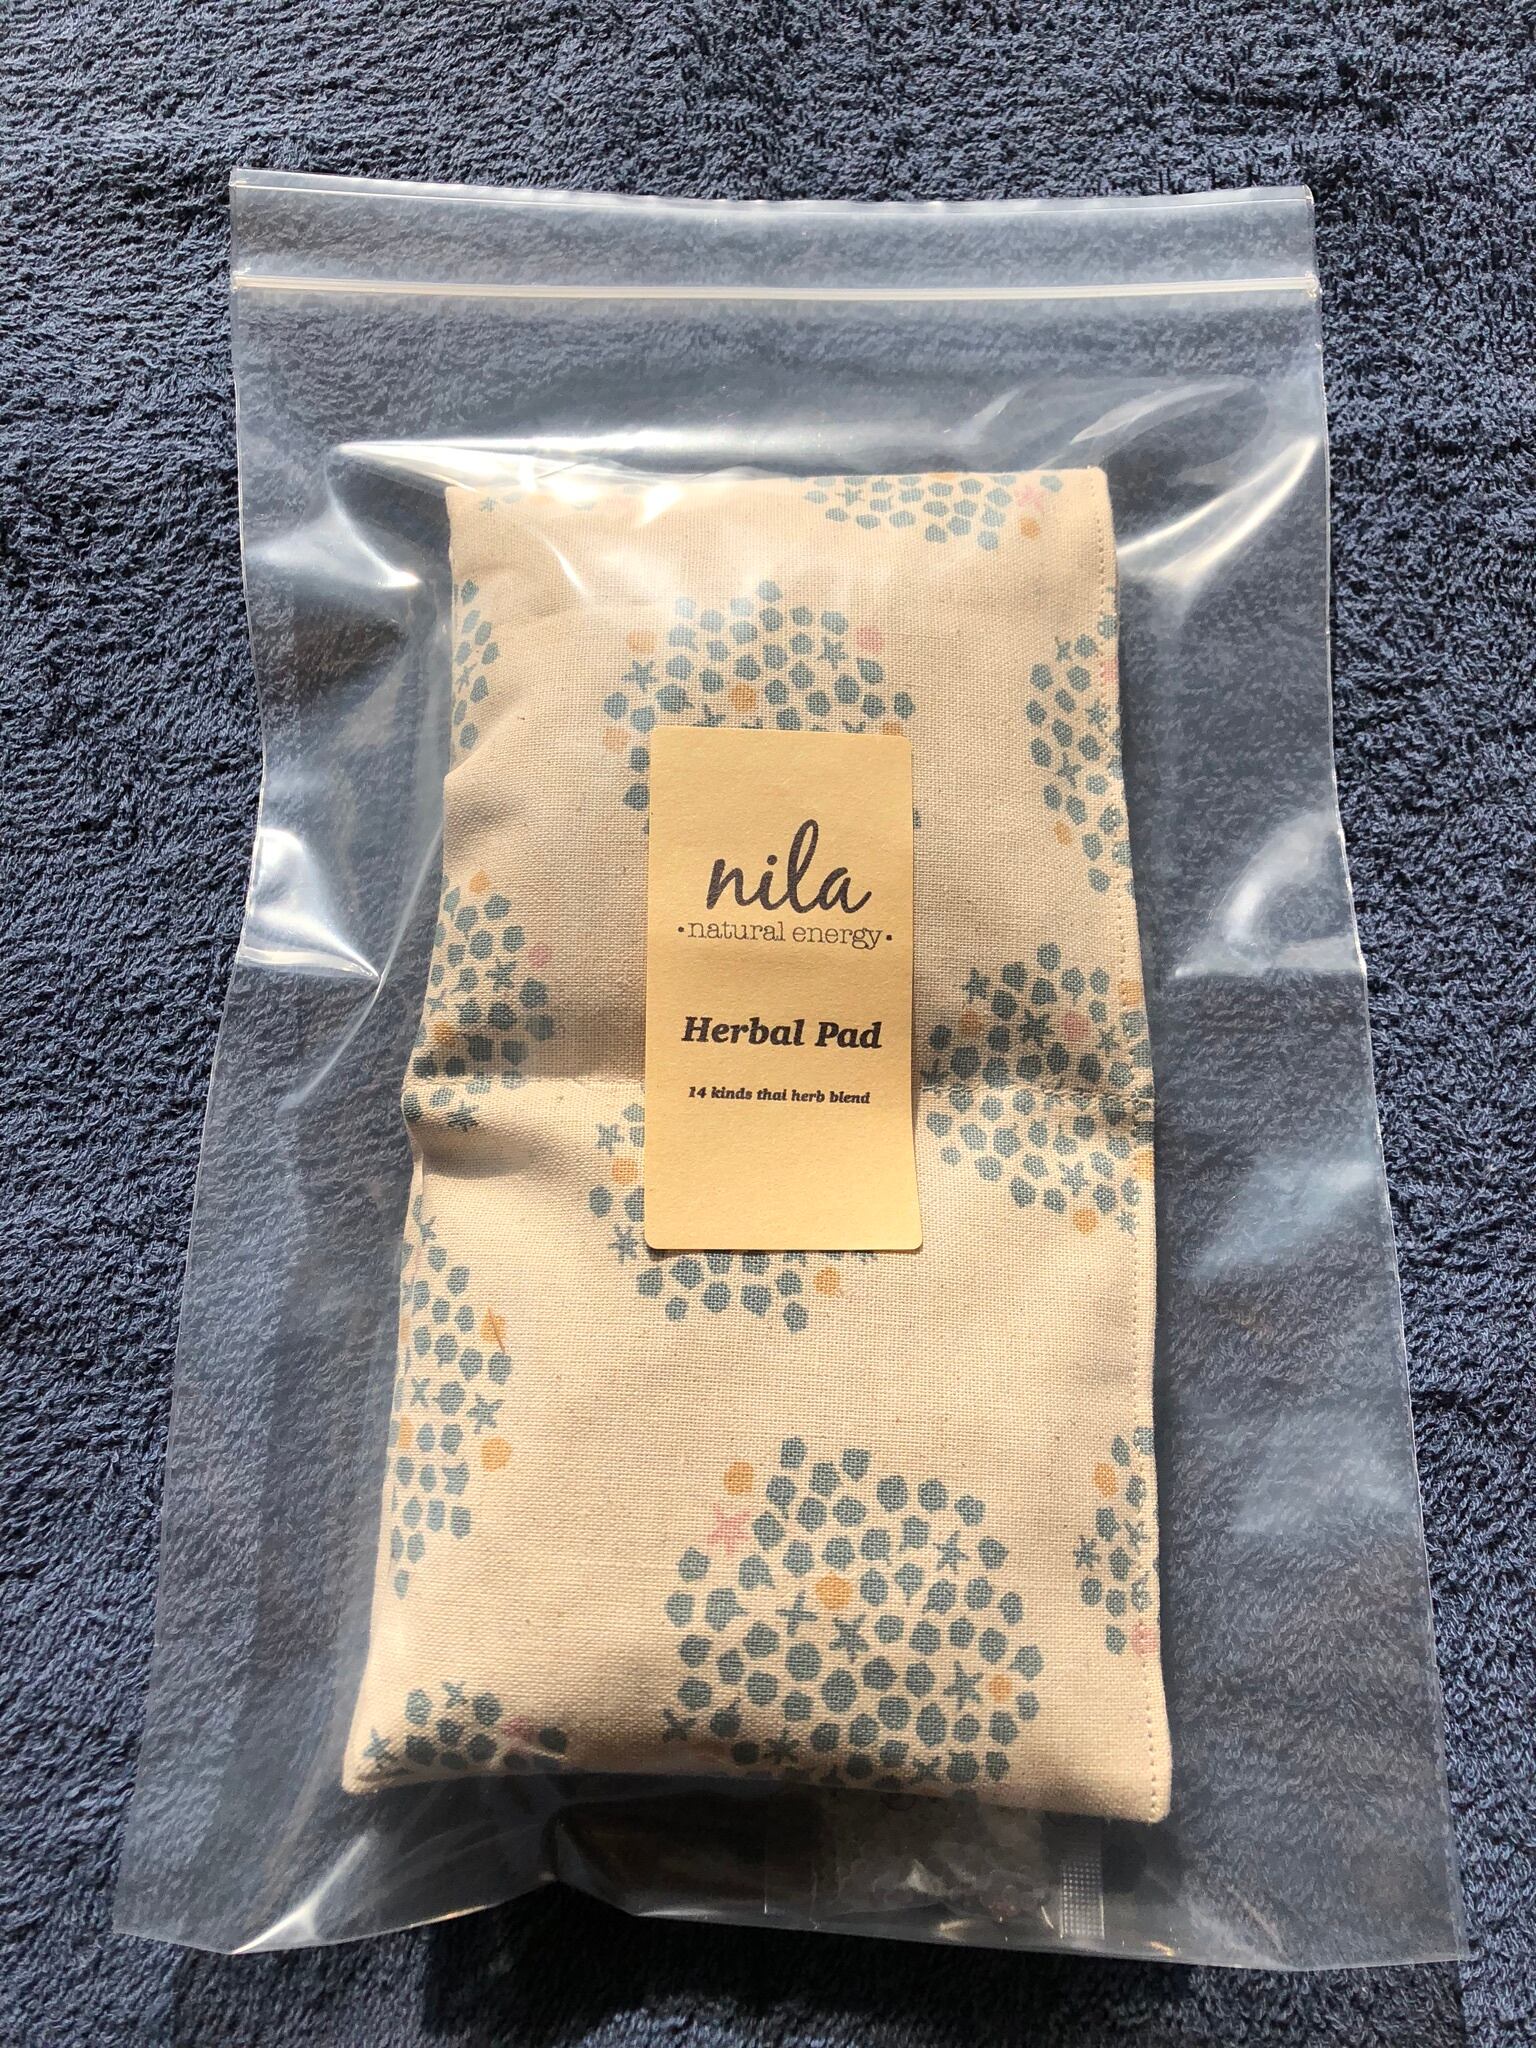 nila
•natural energy•
Herbal Pad
14 kinds thai herb blend